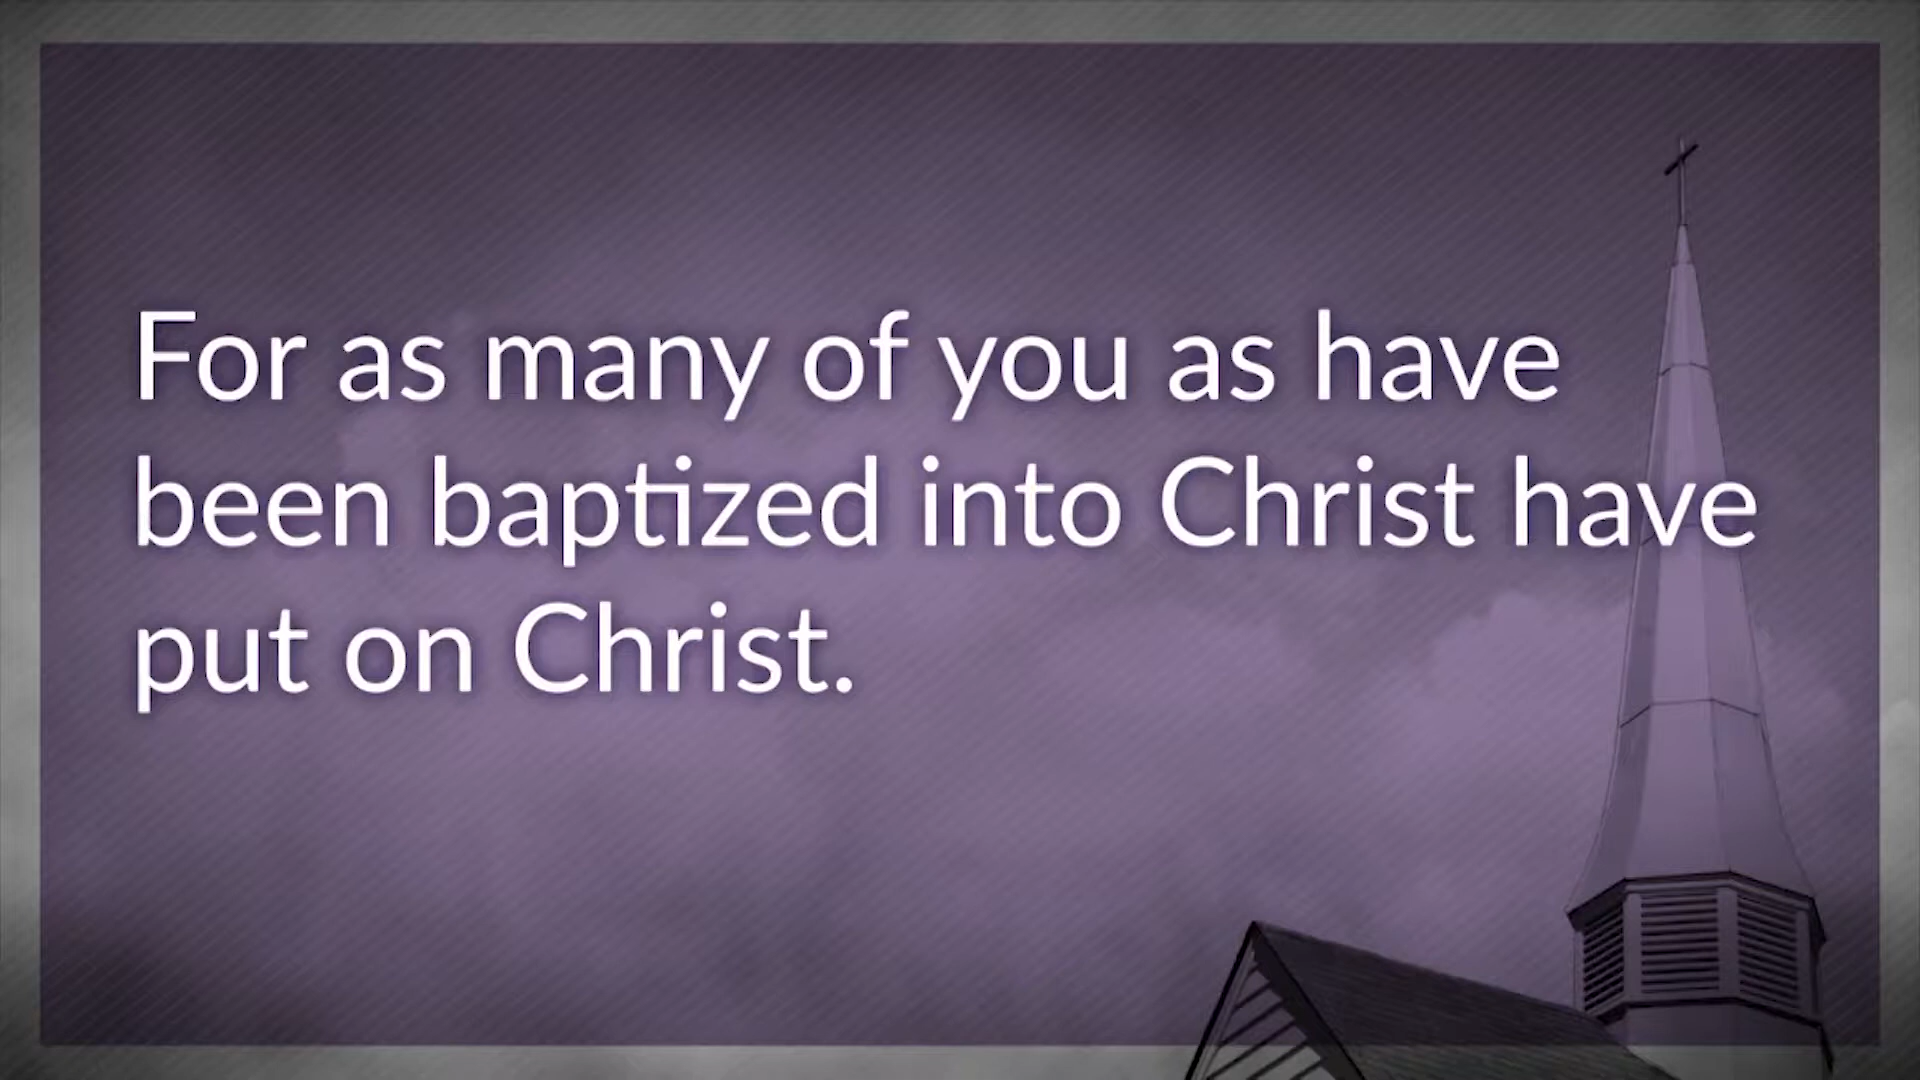 For as many of you as have
been baptized into Christ have
put on Christ.